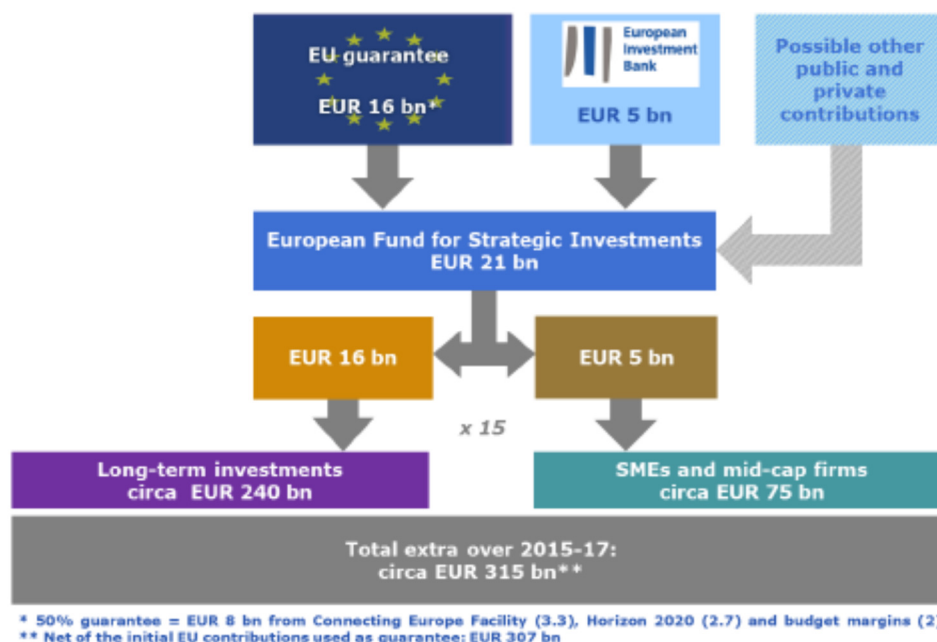 EU guarantee
EUR 16 bn*
European
Investment
Bank
EUR 5 bn
Possible other
public and
private
contributions
European Fund for Strategic Investments
EUR 21 bn
EUR 16 bn
EUR 5 bn
x 15
Long-term investments
circa EUR 240 bn
SMEs and mid-cap firms
circa EUR 75 bn
Total extra over 2015-17:
circa EUR 315 bn**
* 50% guarantee = EUR 8 bn from Connecting Europe Facility (3.3), Horizon 2020 (2.7) and budget margins (2)
** Net of the initial EU contributions used as guarantee: EUR 307 bn